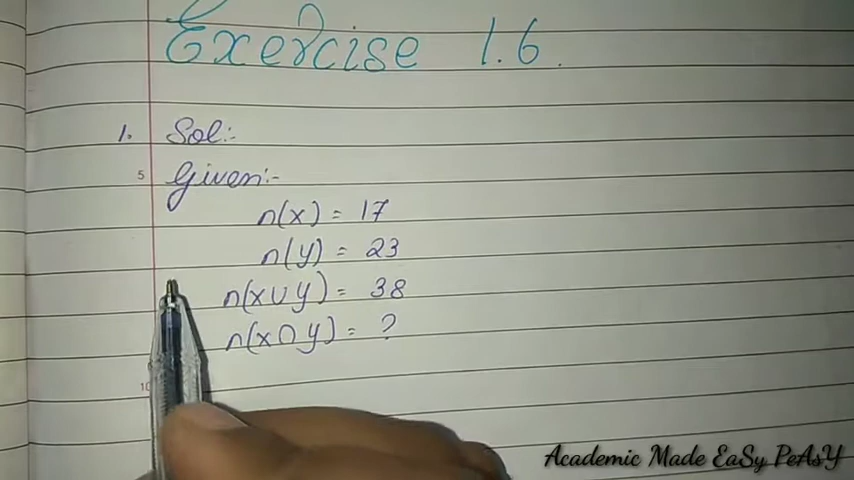 Exercise 1.6.
1. Sol:-
5 Given:-
n(x) = 17
n(y) = 23
n(x∪y) = 38
n(x∩y) = ?
10
Academic Made EaSy PeAsY